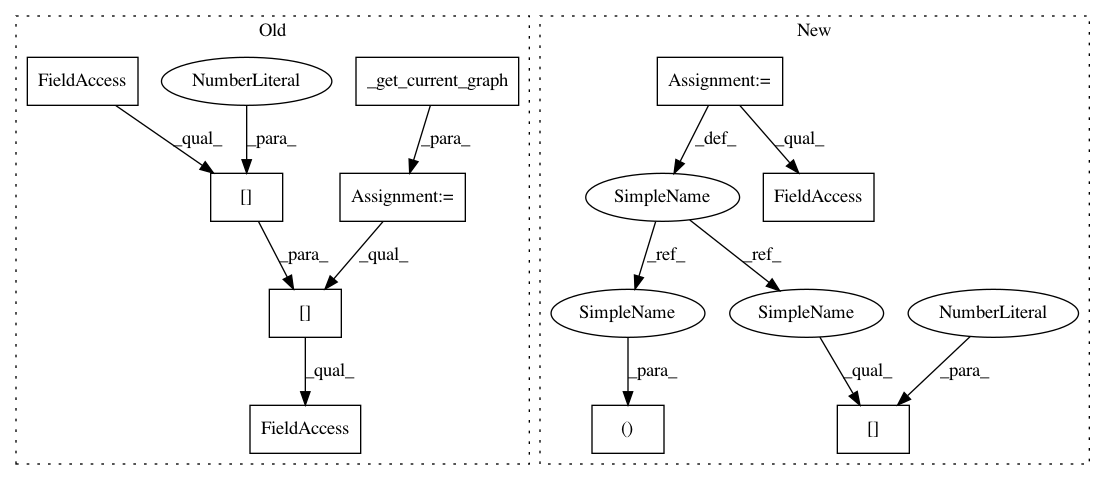 Old
New
FieldAccess
NumberLiteral
_get_current_graph
Assignment:=
_qual_
_para_
_para_
_def_
_qual_
[]
Assignment:=
SimpleName
FieldAccess
_para_
_qual_
_ref_
_ref_
[]
SimpleName
SimpleName
NumberLiteral
_qual_
_para_
_qual_
_para_
FieldAccess
()
[]